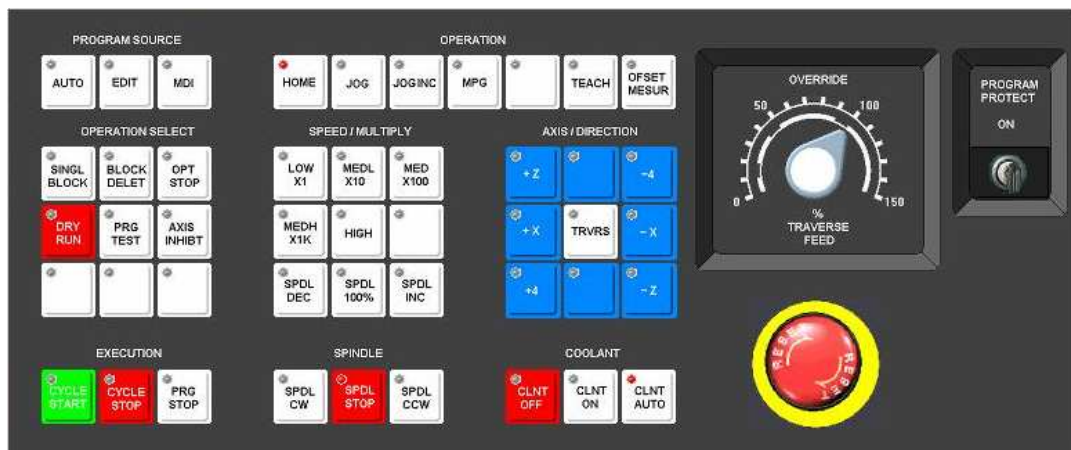 PROGRAM SOURCE
AUTO
EDIT
MDI
OPERATION
HOME
JOG
JOG INC
MPG
TEACH
OFSET
MESUR
OPERATION SELECT
SINGL
BLOCK
BLOCK
DELET
OPT
STOP
DRY
RUN
PRG
TEST
AXIS
INHIBT
SPEED / MULTIPLY
LOW
X1
MEDL
X10
MED
X100
MEDH
X1K
HIGH
SPDL
DEC
SPDL
100%
SPDL
INC
AXIS / DIRECTION
+ Z
-4
+ X
TRVRS
- X
+4
- Z
OVERRIDE
50
100
0
150
%
TRAVERSE
FEED
PROGRAM
PROTECT
ON
EXECUTION
CYCLE
START
CYCLE
STOP
PRG
STOP
SPINDLE
SPDL
CW
SPDL
STOP
SPDL
CCW
COOLANT
CLNT
OFF
CLNT
ON
CLNT
AUTO
RESET
RESET